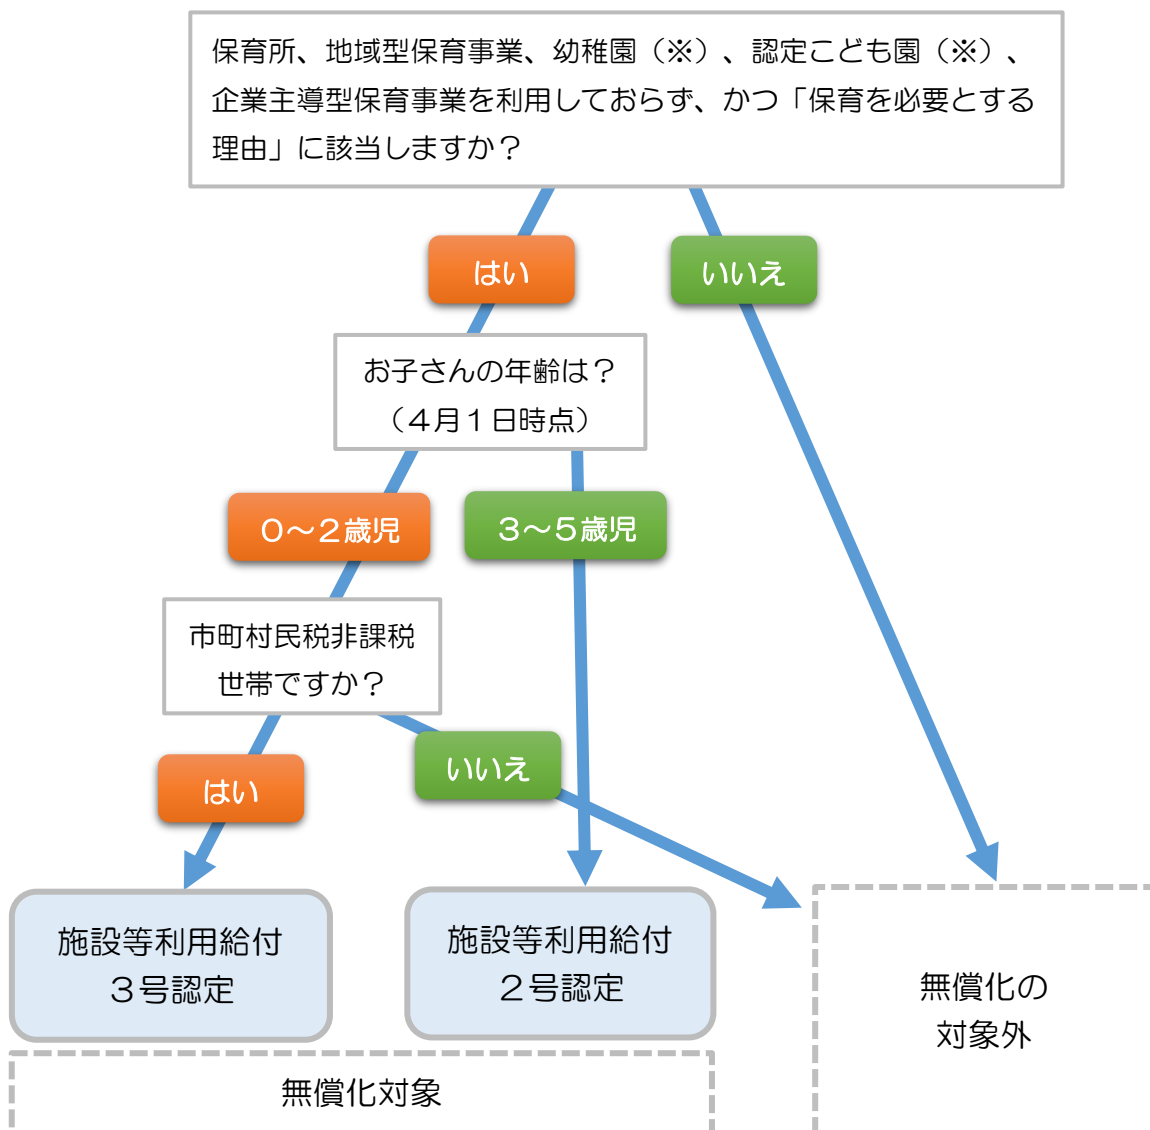 保育所、地域型保育事業、幼稚園（※）、認定こども園（※）、
企業主導型保育事業を利用しておらず、かつ「保育を必要とする
理由」に該当しますか？
はい
いいえ
お子さんの年齢は？
（４月１日時点）
０～２歳児
３～５歳児
市町村民税非課税
世帯ですか？
はい
いいえ
施設等利用給付
３号認定
施設等利用給付
２号認定
無償化の
対象外
無償化対象